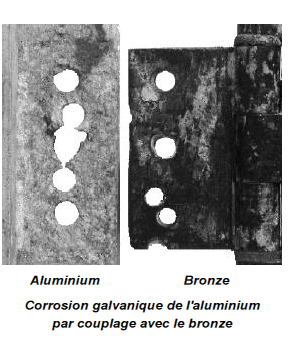 Aluminium Bronze
Corrosion galvanique de l'aluminium
par couplage avec le bronze